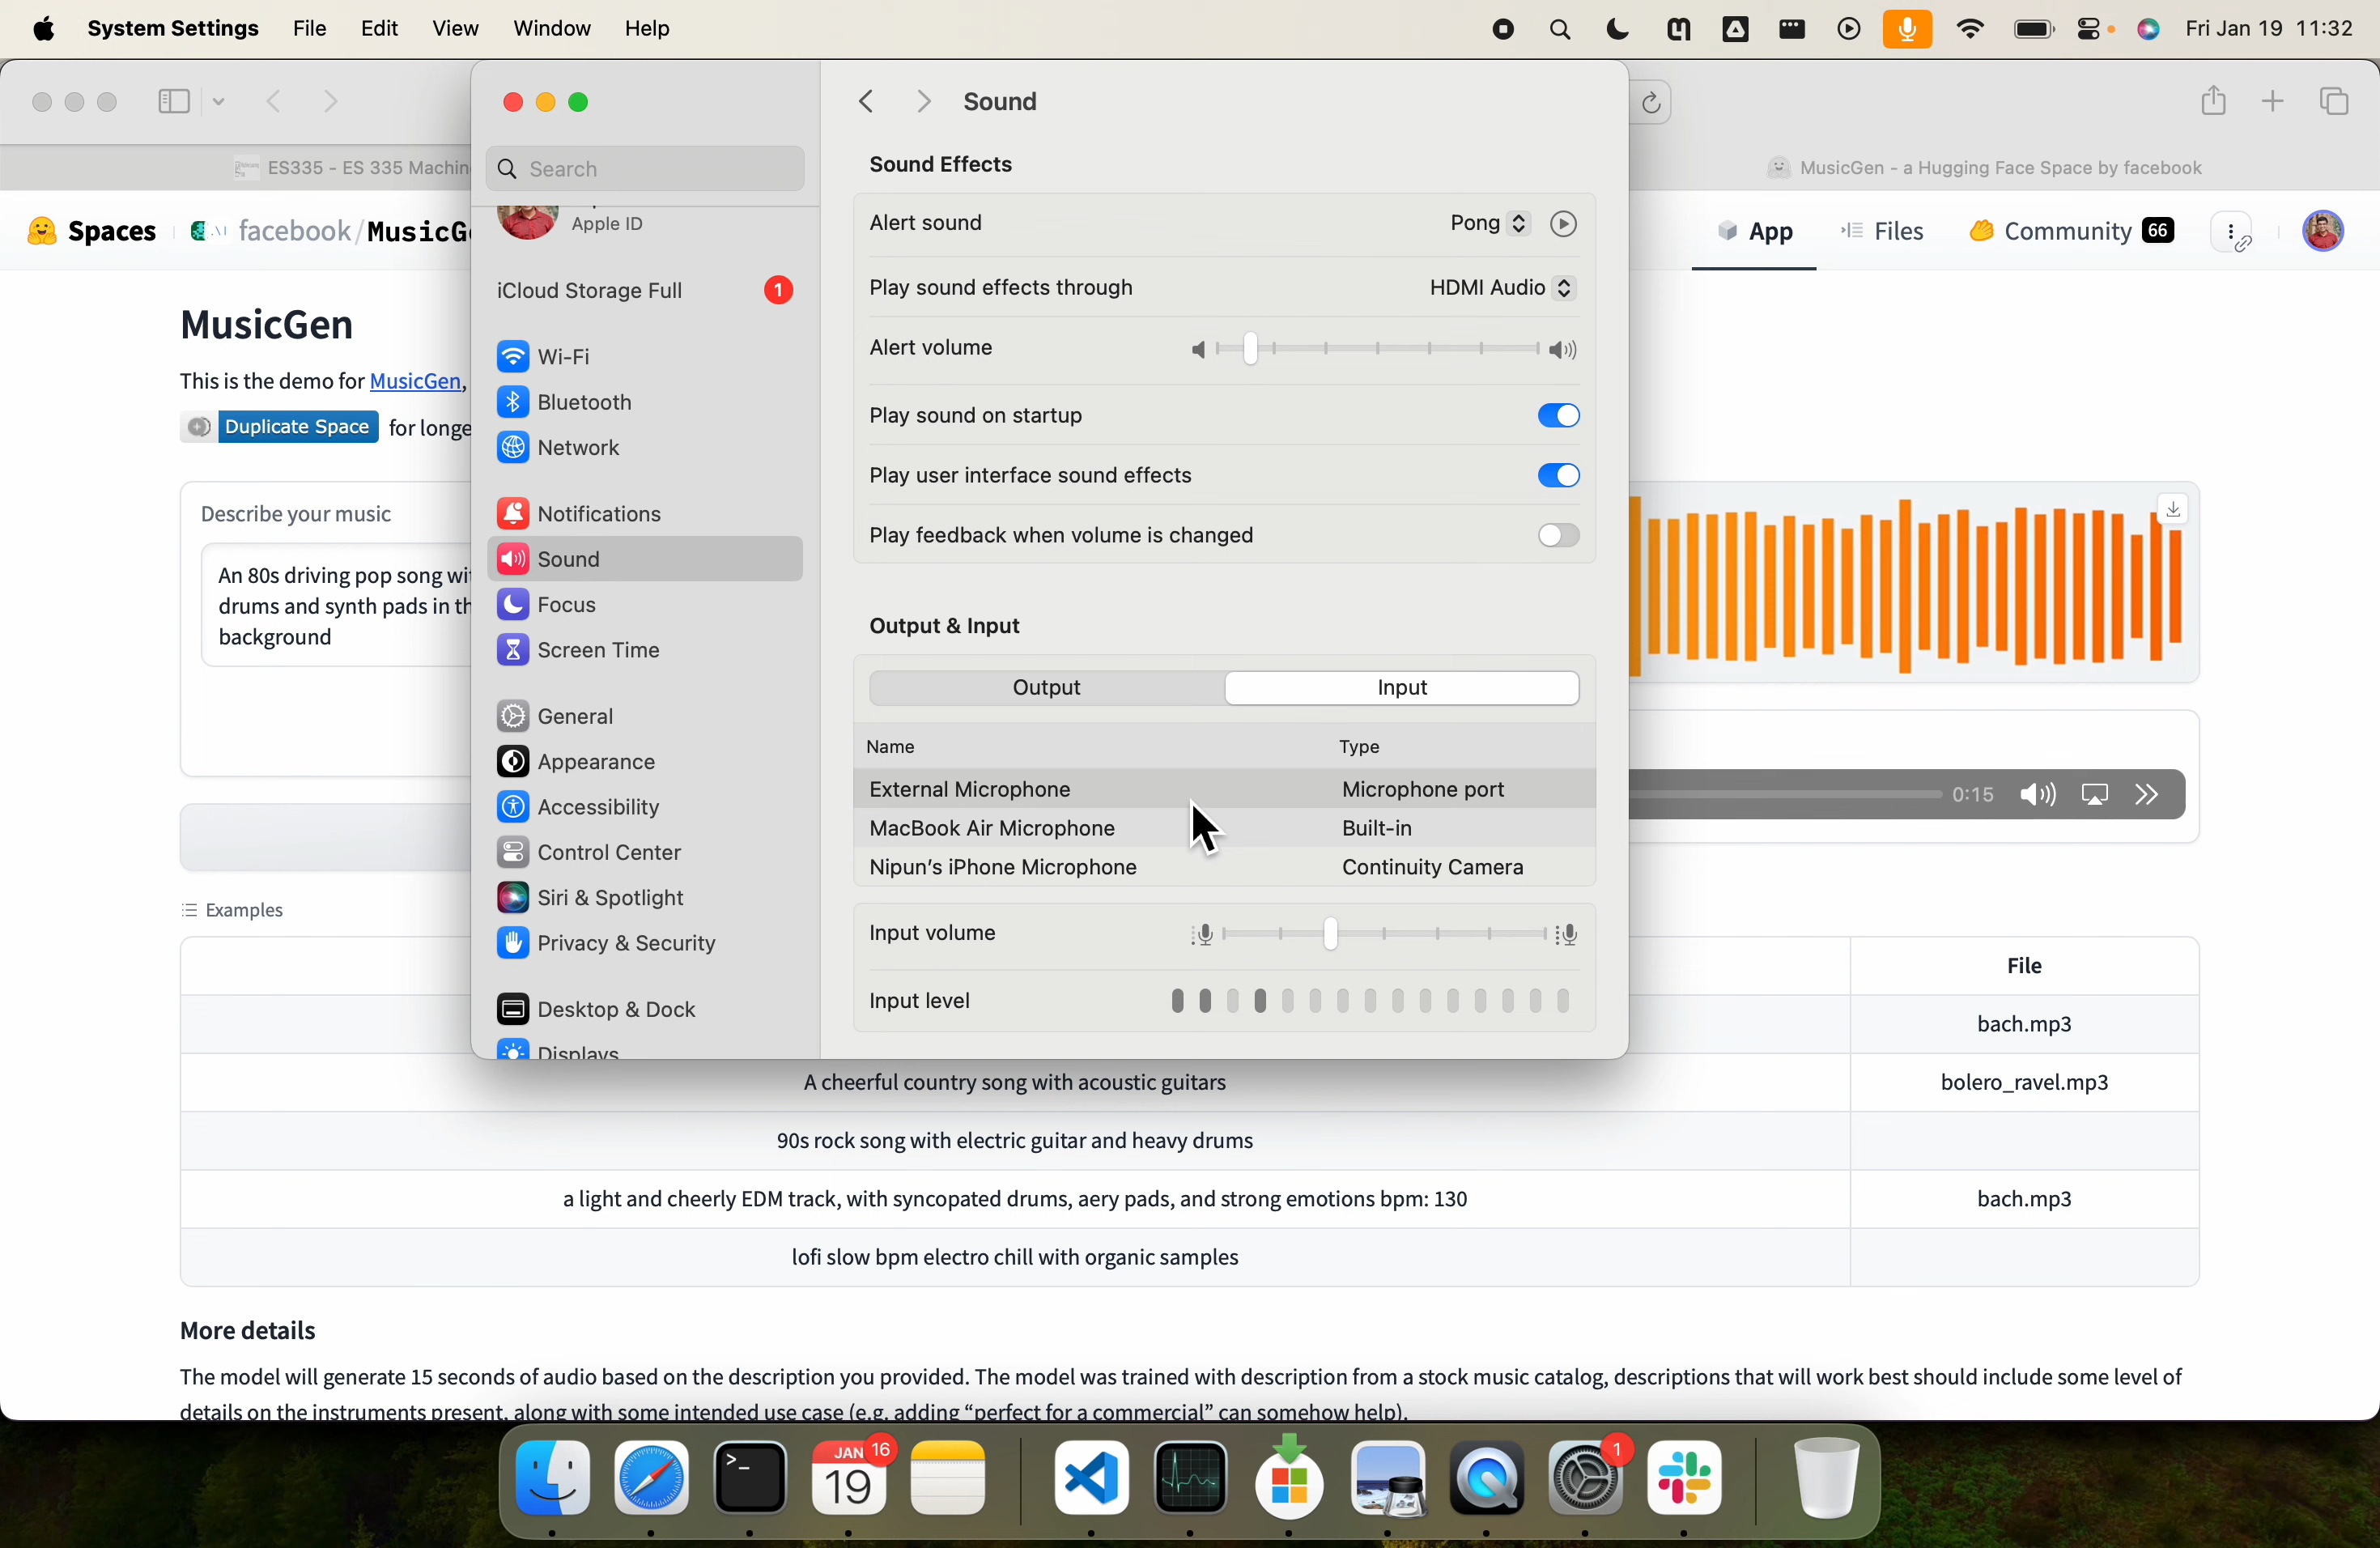 System Settings File Edit View Window Help Fri Jan 19 11:32
Sound
Search
ES335 - ES 335 Machin
MusicGen - a Hugging Face Space by facebook
Spaces facebook/MusicG
Apple ID
iCloud Storage Full 1
Wi-Fi
Bluetooth
Network
Notifications
Sound
Focus
Screen Time
General
Appearance
Accessibility
Control Center
Siri & Spotlight
Privacy & Security
Desktop & Dock
Displays
Sound Effects
Alert sound Pong
Play sound effects through HDMI Audio
Alert volume
Play sound on startup
Play user interface sound effects
Play feedback when volume is changed
Output & Input
Output Input
Name Type
External Microphone Microphone port
MacBook Air Microphone Built-in
Nipun's iPhone Microphone Continuity Camera
Input volume
Input level
App Files Community 66
MusicGen
This is the demo for MusicGen,
Duplicate Space for longe
Describe your music
An 80s driving pop song wi
drums and synth pads in th
background
0:15
Examples
File
bach.mp3
A cheerful country song with acoustic guitars bolero_ravel.mp3
90s rock song with electric guitar and heavy drums
a light and cheerly EDM track, with syncopated drums, aery pads, and strong emotions bpm: 130 bach.mp3
lofi slow bpm electro chill with organic samples
More details
The model will generate 15 seconds of audio based on the description you provided. The model was trained with description from a stock music catalog, descriptions that will work best should include some level of
details on the instruments present, along with some intended use case (e.g. adding “perfect for a commercial” can somehow help).
JAN 16
19
1